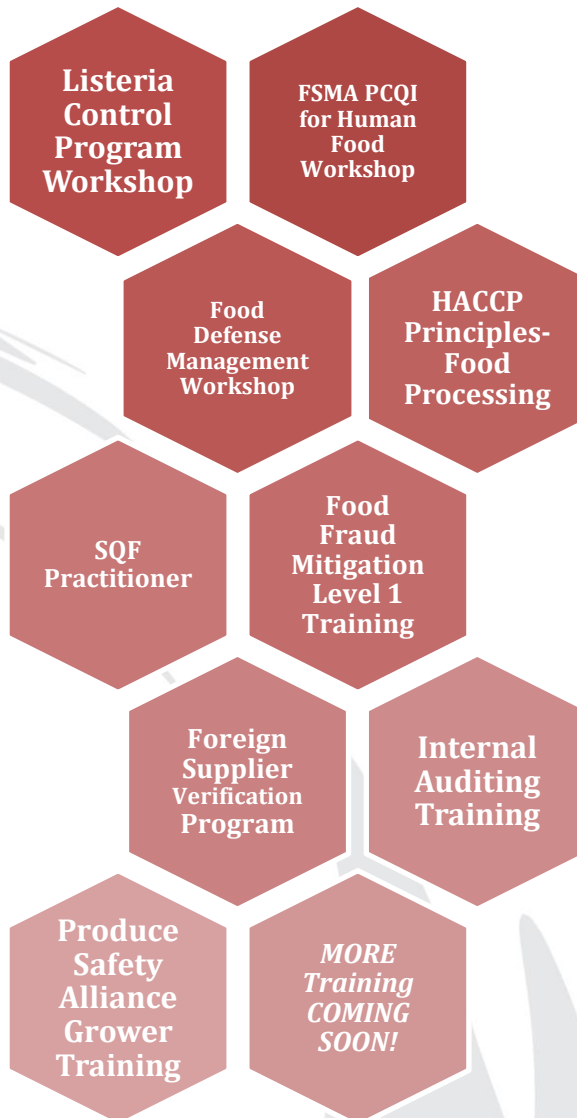 Listeria
Control
Program
Workshop
FSMA PCQI
for Human
Food
Workshop
Food
Defense
Management
Workshop
HACCP
Principles-
Food
Processing
SQF
Practitioner
Food
Fraud
Mitigation
Level 1
Training
Foreign
Supplier
Verification
Program
Internal
Auditing
Training
Produce
Safety
Alliance
Grower
Training
MORE
Training
COMING
SOON!